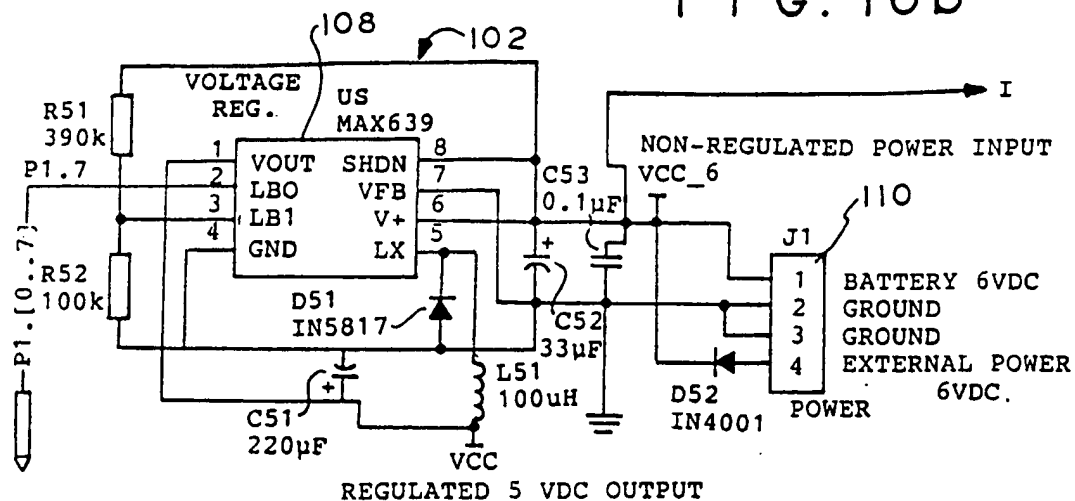 FIG. 10b
108
102
VOLTAGE
REG.
US
MAX639
I
R51
390k
P1.7
1
VOUT
SHDN
8
2
LBO
VFB
7
3
LB1
V+
6
4
GND
LX
5
C53
0.1µF
NON-REGULATED POWER INPUT
VCC_6
110
J1
P1.[0..7]
R52
100k
D51
IN5817
+
C52
33µF
1
BATTERY 6VDC
2
GROUND
3
GROUND
4
EXTERNAL POWER
6VDC.
D52
IN4001
POWER
C51
220µF
+
L51
100uH
VCC
REGULATED 5 VDC OUTPUT